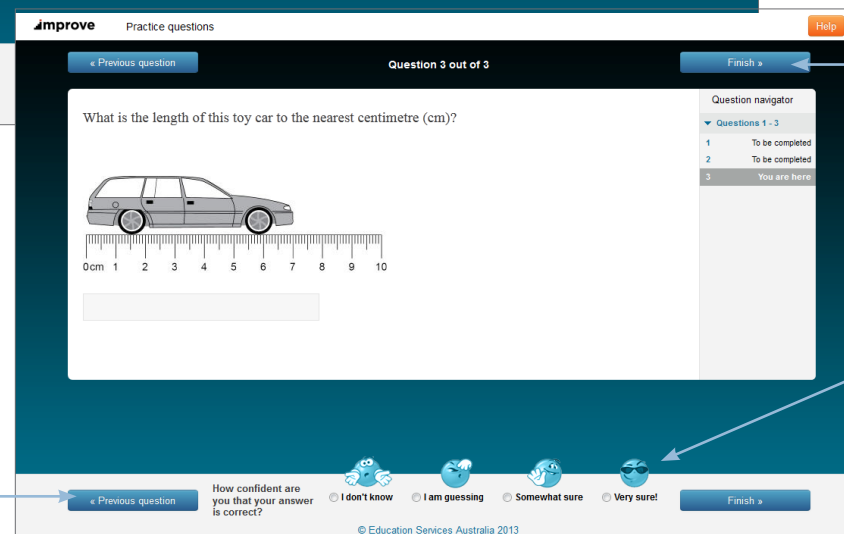 improve Practice questions Help
« Previous question Question 3 out of 3 Finish »
What is the length of this toy car to the nearest centimetre (cm)?
0cm 1 2 3 4 5 6 7 8 9 10
Question navigator
Questions 1 - 3
1 To be completed
2 To be completed
3 You are here
« Previous question
How confident are
you that your answer
is correct?
I don't know I am guessing Somewhat sure Very sure!
Finish »
© Education Services Australia 2013